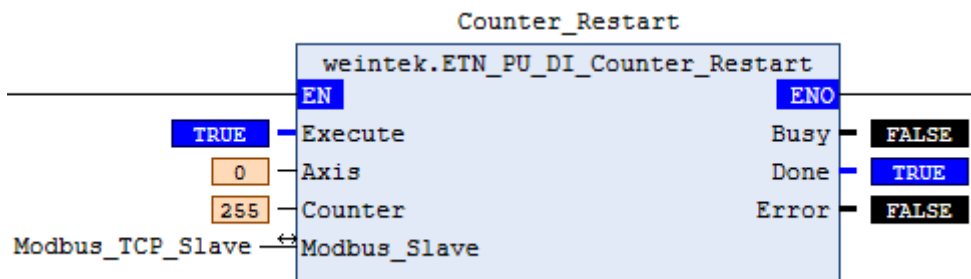 Counter_Restart
weintek.ETN_PU_DI_Counter_Restart
EN ENO
TRUE Execute Busy FALSE
0 Axis Done TRUE
255 Counter Error FALSE
Modbus_TCP_Slave Modbus_Slave